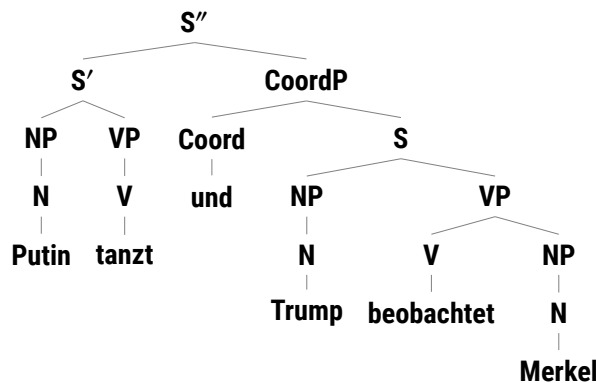 S″
S′ CoordP
NP VP Coord S
N V und NP VP
Putin tanzt N V NP
Trump beobachtet N
Merkel